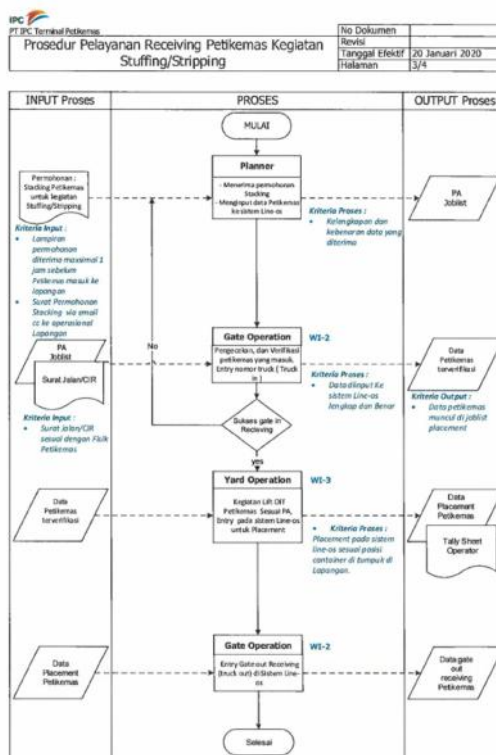 IPC
PT IPC Terminal Petikemas
Prosedur Pelayanan Receiving Petikemas Kegiatan
Stuffing/Stripping
No Dokumen
Revisi
Tanggal Efektif 20 Januari 2020
Halaman 3/4
INPUT Proses
PROSES
OUTPUT Proses
MULAI
Permohonan :
Stacking Petikemas
untuk kegiatan
Stuffing/Stripping
Planner
- Menerima permohonan
Stacking
- Menginput data Petikemas
ke sistem Line-os
PA
Joblist
Kriteria Proses :
• Kelengkapan dan
kebenaran data yang
diterima
Kriteria Input :
• Lampiran
permohonan
diterima maximal 1
jam sebelum
Petikemas masuk ke
lapangan
• Surat Permohonan
Stacking via email
cc ke operasional
Lapangan
No
PA
Joblist
Surat Jalan/CIR
Gate Operation
WI-2
Pengecekan, dan Verifikasi
petikemas yang masuk.
Entry nomor truck ( Truck
in )
Data
Petikemas
terverifikasi
Kriteria Proses :
• Data diinput Ke
sistem Line-os
lengkap dan Benar
Kriteria Output :
• Data petikemas
muncul di joblist
placement
Kriteria Input :
• Surat Jalan/CIR
sesuai dengan Fisik
Petikemas
Sukses gate in
Recieving
yes
Yard Operation
WI-3
Data
Petikemas
terverifikasi
Kegiatan Lift Off
Petikemas Sesuai PA,
Entry pada sistem Line-os
untuk Placement
Data
Placement
Petikemas
Tally Sheet
Operator
• Kriteria Proses :
Placement pada sistem
line-os sesuai posisi
container di tumpuk di
Lapangan.
Gate Operation
WI-2
Data
Placement
Petikemas
Entry Gate out Receiving
(truck out) di Sistem Line-
os
Data gate
out
receiving
Petikemas
Selesai